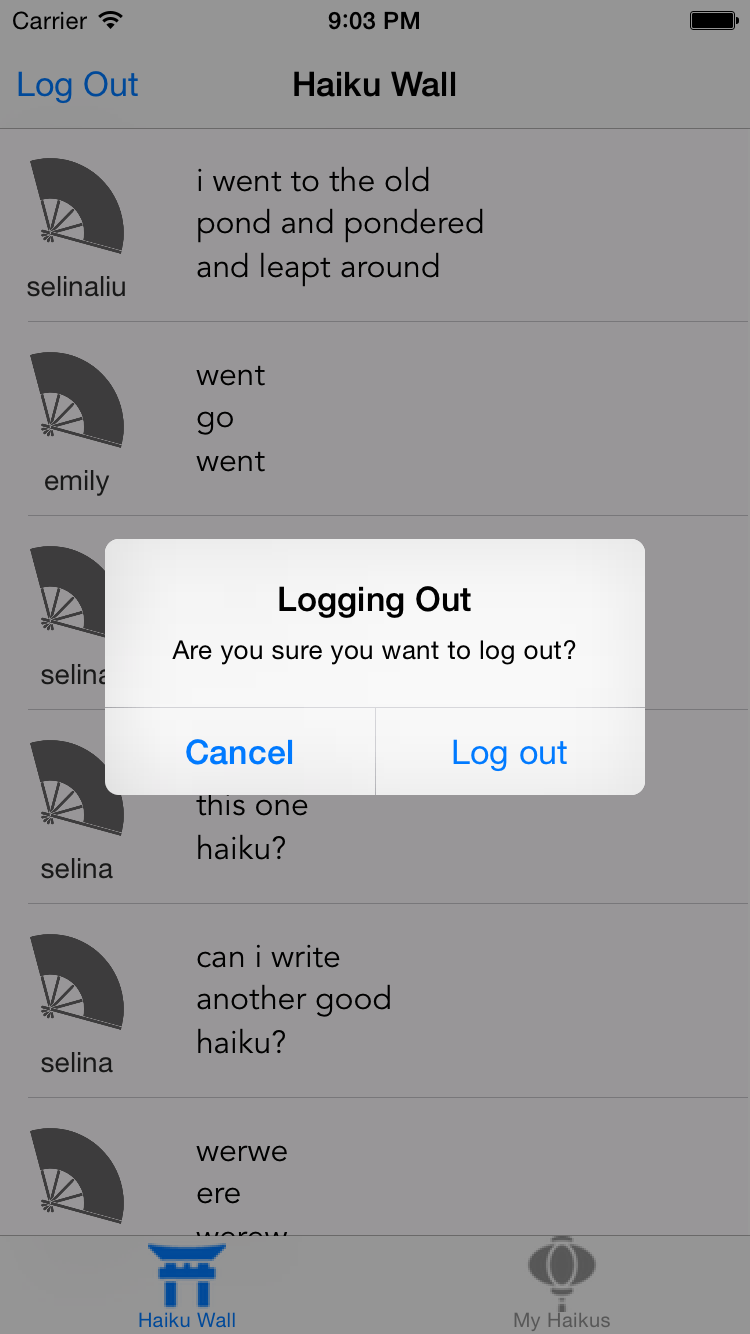 Carrier 9:03 PM
Log Out Haiku Wall
i went to the old
pond and pondered
and leapt around
selinaliu
went
go
went
emily
Logging Out
Are you sure you want to log out?
Cancel Log out
this one
haiku?
selina
can i write
another good
haiku?
selina
werwe
ere
Haiku Wall My Haikus